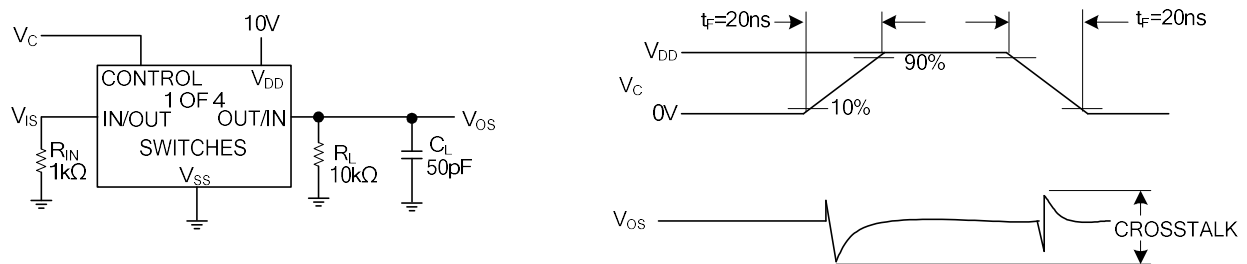 V_C
10V
CONTROL
V_DD
1 OF 4
V_IS
IN/OUT
OUT/IN
V_OS
SWITCHES
R_IN
1kΩ
V_SS
R_L
10kΩ
C_L
50pF
t_F=20ns
t_F=20ns
V_DD
90%
V_C
10%
0V
V_OS
CROSSTALK